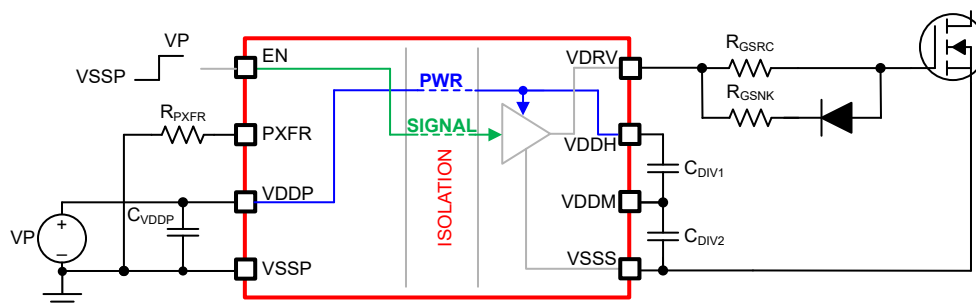 VP
VSSP
EN
RPXFR
PXFR
VDDP
CVDDP
VP
+
−
VSSP
PWR
SIGNAL
ISOLATION
VDRV
VDDH
VDDM
VSSS
RGSRC
RGSNK
CDIV1
CDIV2